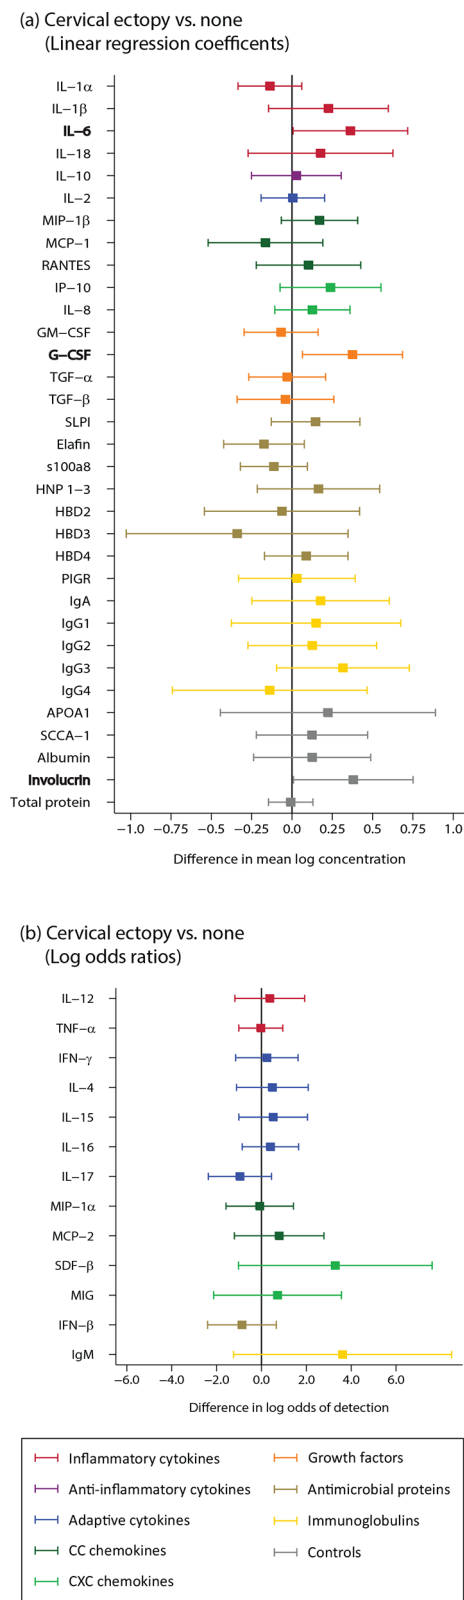 (a) Cervical ectopy vs. none
(Linear regression coefficents)
IL−1α
IL−1β
IL−6
IL−18
IL−10
IL−2
MIP−1β
MCP−1
RANTES
IP−10
IL−8
GM−CSF
G−CSF
TGF−α
TGF−β
SLPI
Elafin
s100a8
HNP 1−3
HBD2
HBD3
HBD4
PIGR
IgA
IgG1
IgG2
IgG3
IgG4
APOA1
SCCA−1
Albumin
Involucrin
Total protein
−1.0 −0.75 −0.5 −0.25 0.0 0.25 0.5 0.75 1.0
Difference in mean log concentration
(b) Cervical ectopy vs. none
(Log odds ratios)
IL−12
TNF−α
IFN−γ
IL−4
IL−15
IL−16
IL−17
MIP−1α
MCP−2
SDF−β
MIG
IFN−β
IgM
−6.0 −4.0 −2.0 0.0 2.0 4.0 6.0
Difference in log odds of detection
Inflammatory cytokines
Anti-inflammatory cytokines
Adaptive cytokines
CC chemokines
CXC chemokines
Growth factors
Antimicrobial proteins
Immunoglobulins
Controls